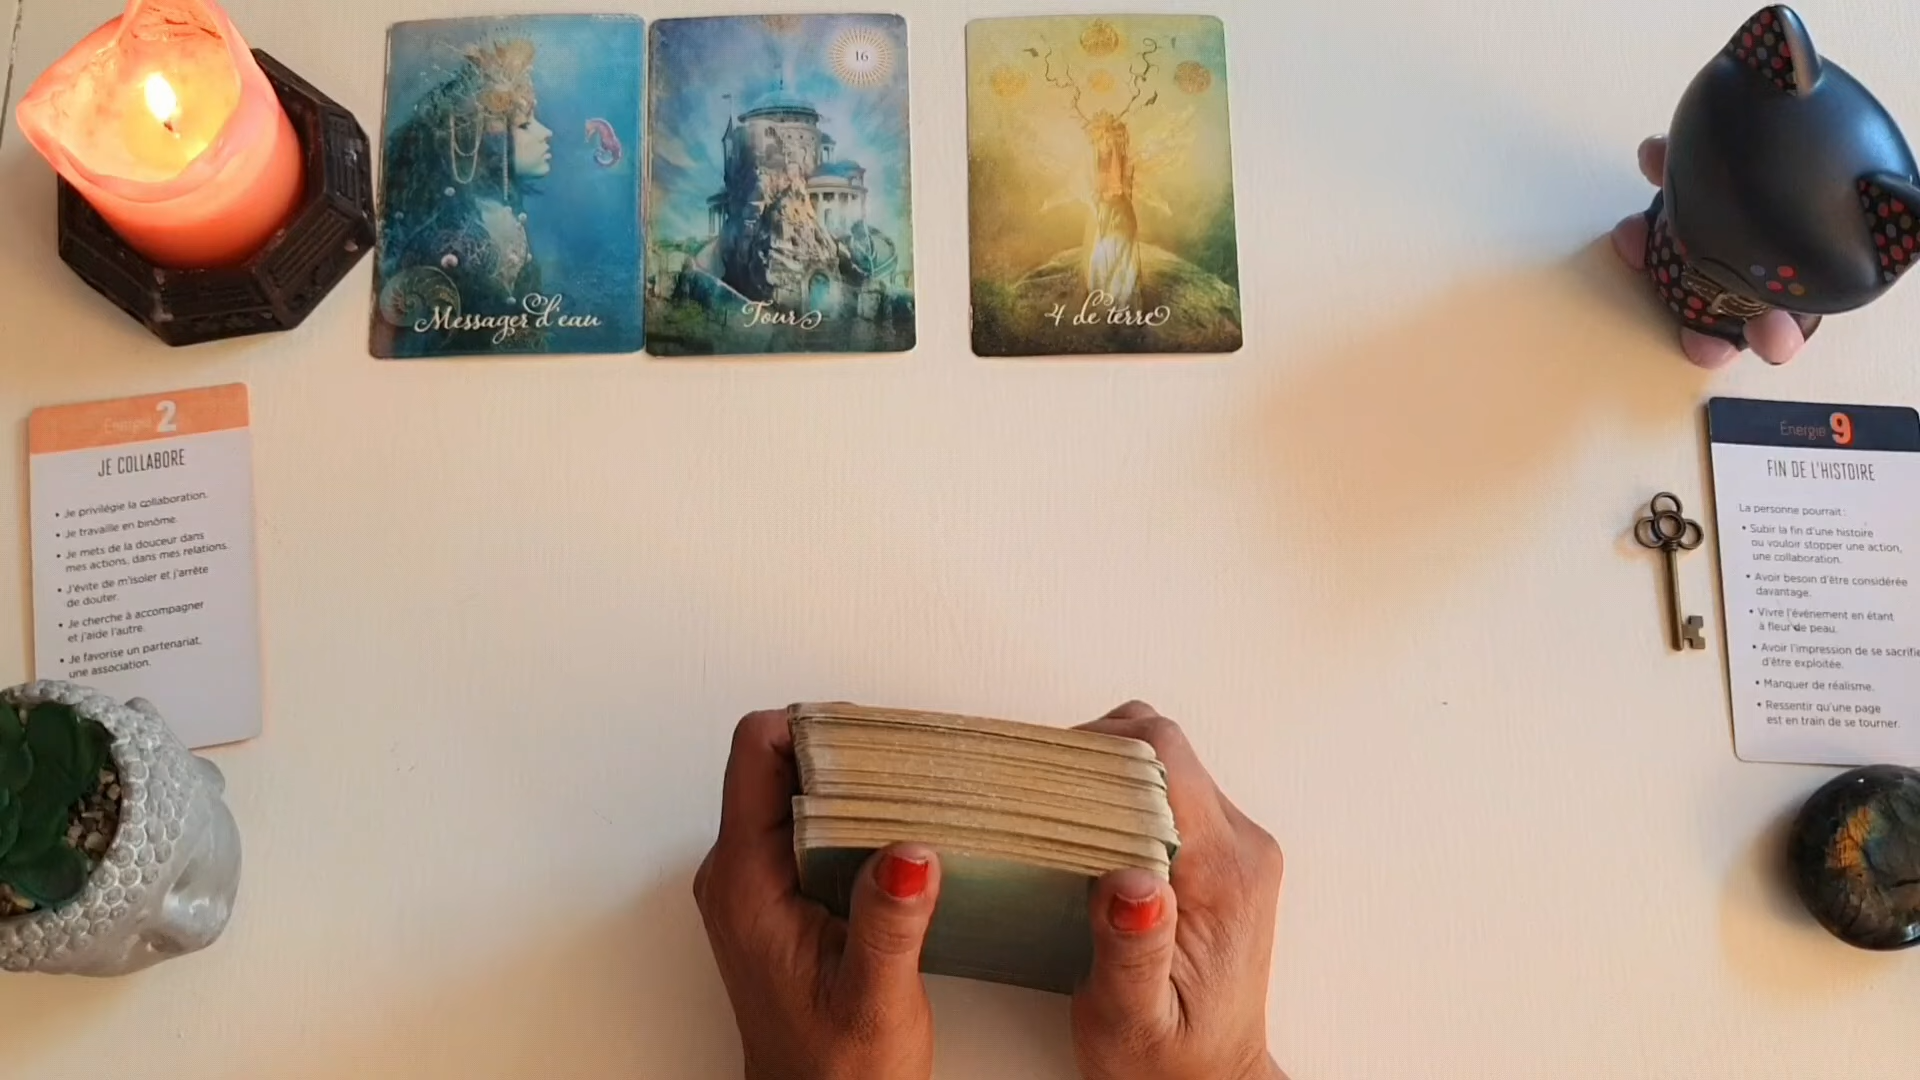 16
Messager d'eau
Tour
4 de terre
Énergie 2
JE COLLABORE
• Je privilégie la collaboration.
• Je travaille en binôme.
• Je mets de la douceur dans
mes actions, dans mes relations.
• J'évite de m'isoler et j'arrête
de douter.
• Je cherche à accompagner
et j'aide l'autre.
• Je favorise un partenariat,
une association.
Énergie 9
FIN DE L'HISTOIRE
La personne pourrait :
• Subir la fin d'une histoire
ou vouloir stopper une action,
une collaboration.
• Avoir besoin d'être considérée
davantage.
• Vivre l'événement en étant
à fleur de peau.
• Avoir l'impression de se sacrifie
d'être exploitée.
• Manquer de réalisme.
• Ressentir qu'une page
est en train de se tourner.